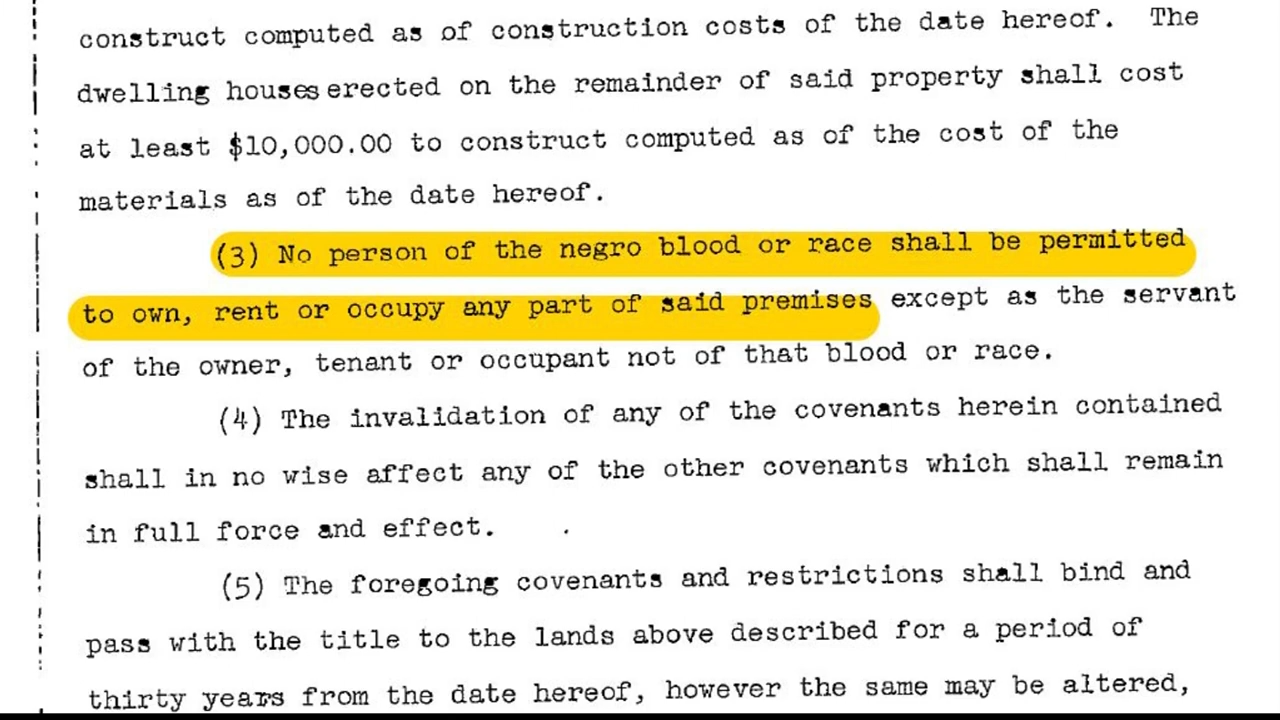 construct computed as of construction costs of the date hereof. The
dwelling houses erected on the remainder of said property shall cost
at least $10,000.00 to construct computed as of the cost of the
materials as of the date hereof.
(3) No person of the negro blood or race shall be permitted
to own, rent or occupy any part of said premises except as the servant
of the owner, tenant or occupant not of that blood or race.
(4) The invalidation of any of the covenants herein contained
shall in no wise affect any of the other covenants which shall remain
in full force and effect.
(5) The foregoing covenants and restrictions shall bind and
pass with the title to the lands above described for a period of
thirty years from the date hereof, however the same may be altered,